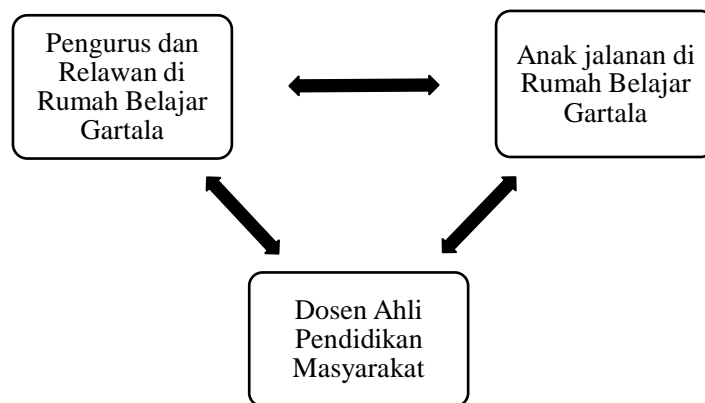 Pengurus dan
Relawan di
Rumah Belajar
Gartala
Anak jalanan di
Rumah Belajar
Gartala
Dosen Ahli
Pendidikan
Masyarakat